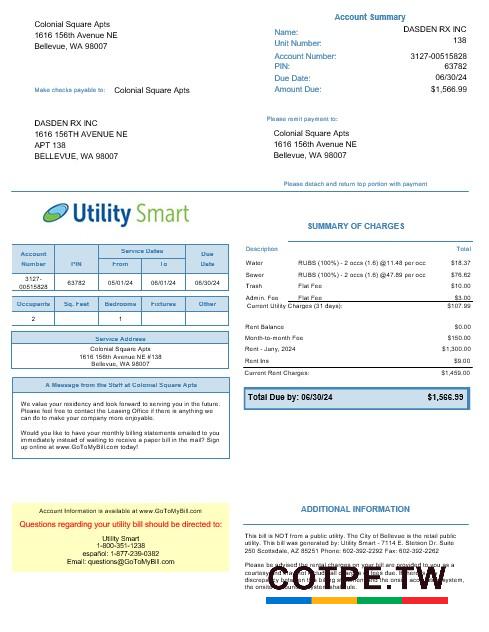 Colonial Square Apts
1616 156th Avenue NE
Bellevue, WA 98007
Make checks payable to: Colonial Square Apts
DASDEN RX INC
1616 156TH AVENUE NE
APT 138
BELLEVUE, WA 98007
Account Summary
Name: DASDEN RX INC
Unit Number: 138
Account Number: 3127-00515828
PIN: 63782
Due Date: 06/30/24
Amount Due: $1,566.99
Please remit payment to:
Colonial Square Apts
1616 156th Avenue NE
Bellevue, WA 98007
Please detach and return top portion with payment
Utility Smart
Account Number PIN Service Dates From To Due Date
3127-00515828 63782 05/01/24 06/01/24 06/30/24
Occupants Sq. Feet Bedrooms Fixtures Other
2 1
Service Address
Colonial Square Apts
1616 156th Avenue NE #138
Bellevue, WA 98007
A Message from the Staff at Colonial Square Apts
We value your residency and look forward to serving you in the future.
Please feel free to contact the Leasing Office if there is anything we
can do to make your company more enjoyable.
Would you like to have your monthly billing statements emailed to you
immediately instead of waiting to receive a paper bill in the mail? Sign
up online at www.GoToMyBill.com today!
SUMMARY OF CHARGES
Description Total
Water RUBS (100%) - 2 occs (1.6) @11.48 per occ $18.37
Sewer RUBS (100%) - 2 occs (1.6) @47.89 per occ $76.62
Trash Flat Fee $10.00
Admin. Fee Flat Fee $3.00
Current Utility Charges (31 days): $107.99
Rent Balance $0.00
Month-to-month Fee $150.00
Rent - Jany, 2024 $1,300.00
Rent Ins $9.00
Current Rent Charges: $1,459.00
Total Due by: 06/30/24 $1,566.99
Account Information is available at www.GoToMyBill.com
Questions regarding your utility bill should be directed to:
Utility Smart
1-800-351-1238
español: 1-877-239-0382
Email: questions@GoToMyBill.com
ADDITIONAL INFORMATION
This bill is NOT from a public utility. The City of Bellevue is the retail public
utility. This bill was generated by: Utility Smart - 7114 E. Stetson Dr. Suite
250 Scottsdale, AZ 85251 Phone: 602-392-2292 Fax: 602-392-2262
Please be advised the rental charges on your bill are provided to you as a
COTPE.TW